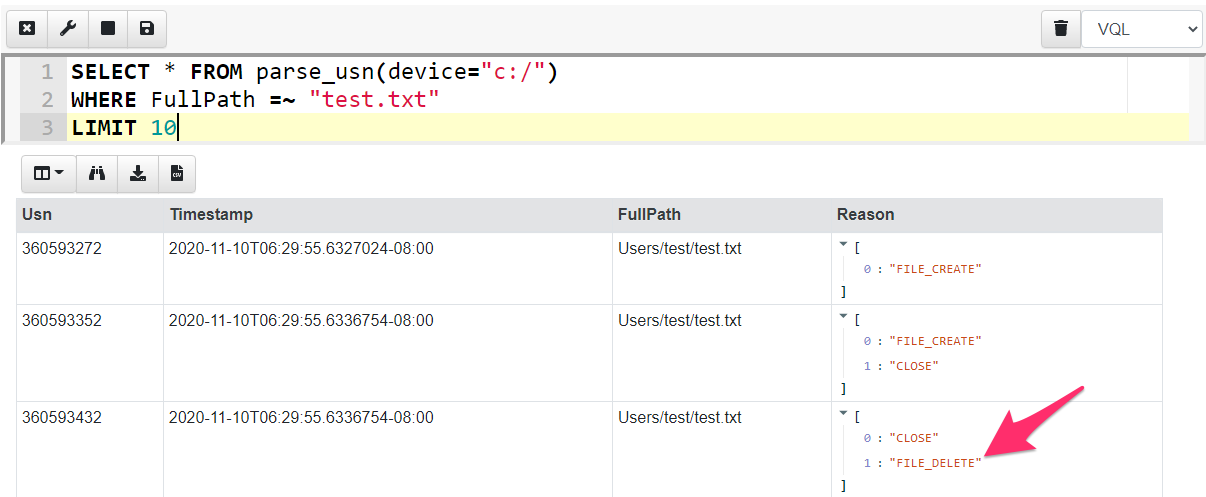 VQL
1 SELECT * FROM parse_usn(device="c:/")
2 WHERE FullPath =~ "test.txt"
3 LIMIT 10
CSV
Usn Timestamp FullPath Reason
360593272 2020-11-10T06:29:55.6327024-08:00 Users/test/test.txt [
0 : "FILE_CREATE"
]
360593352 2020-11-10T06:29:55.6336754-08:00 Users/test/test.txt [
0 : "FILE_CREATE"
1 : "CLOSE"
]
360593432 2020-11-10T06:29:55.6336754-08:00 Users/test/test.txt [
0 : "CLOSE"
1 : "FILE_DELETE"
]